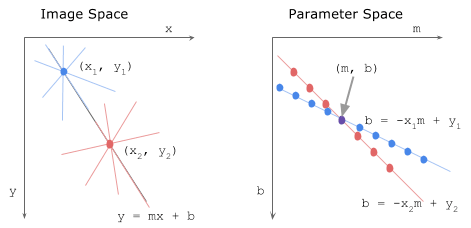 Image Space
x
(x₁, y₁)
(x₂, y₂)
y
y = mx + b
Parameter Space
m
(m, b)
b = -x₁m + y₁
b
b = -x₂m + y₂